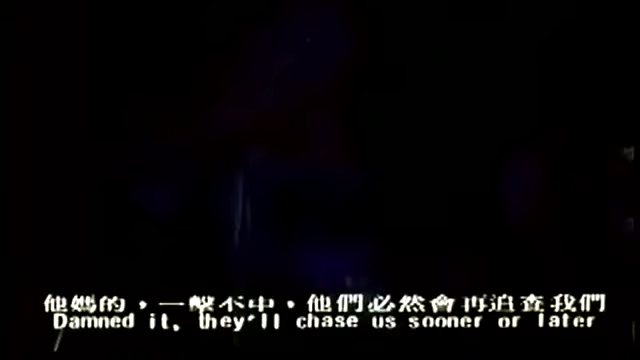 他媽的，一擊不中，他們必然會再追查我們
Damned it, they'll chase us sooner or later